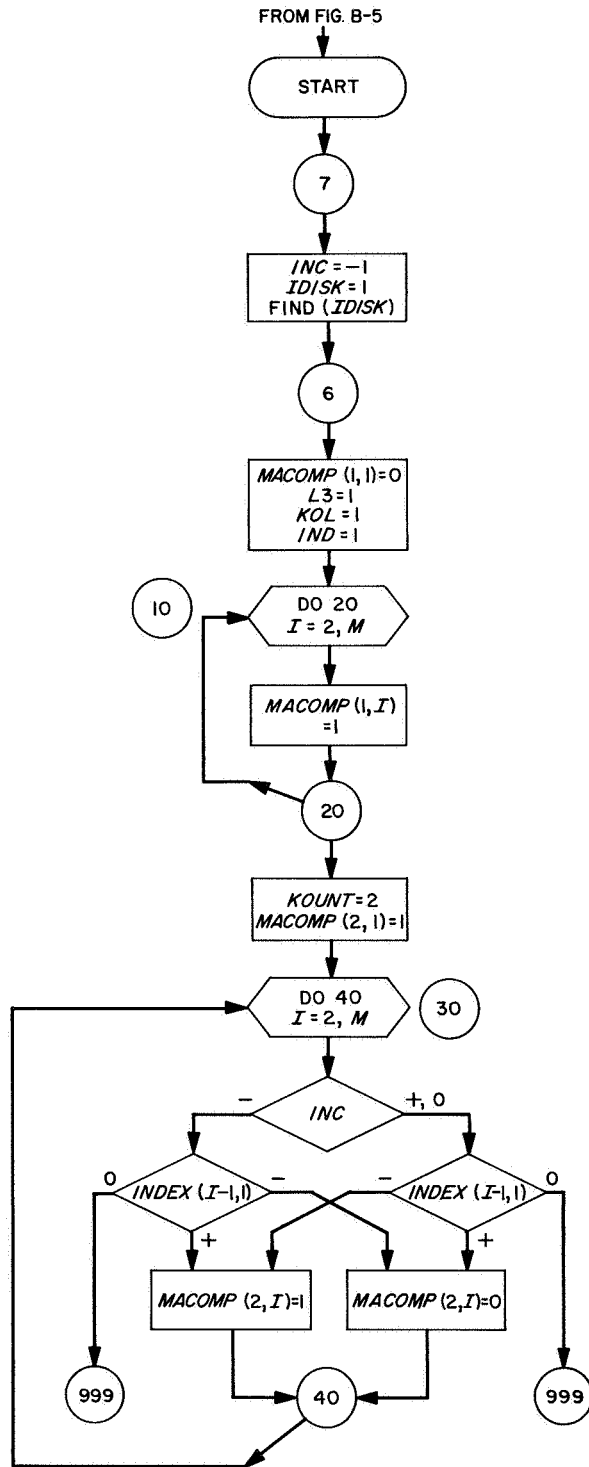 FROM FIG. B-5
START
7
INC = −1
IDISK = 1
FIND (IDISK)
6
MACOMP (1, 1)=0
L3=1
KOL=1
IND=1
10
DO 20
I = 2, M
MACOMP (1, I)
=1
20
KOUNT=2
MACOMP (2, 1)=1
DO 40
I=2, M
30
INC
−
+, 0
0
INDEX (I−1, 1)
−
−
INDEX (I−1, 1)
0
+
+
MACOMP (2, I)=1
MACOMP (2, I)=0
999
40
999